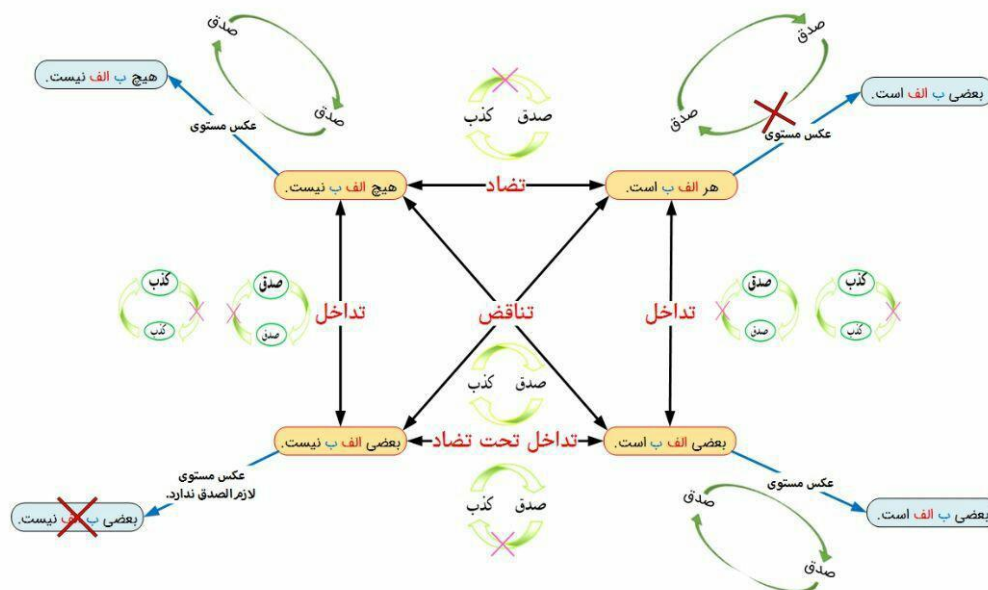 صدق
صدق
صدق
صدق
بعضی ب الف است.
عکس مستوی
هیچ ب الف نیست.
عکس مستوی
صدق
کذب
هر الف ب است.
تضاد
هیچ الف ب نیست.
کذب
کذب
صدق
صدق
تداخل
تناقض
تداخل
صدق
صدق
کذب
کذب
صدق
کذب
بعضی الف ب است.
تداخل تحت تضاد
بعضی الف ب نیست.
عکس مستوی
بعضی ب الف است.
صدق
صدق
صدق
کذب
عکس مستوی
لازم الصدق ندارد.
بعضی ب الف نیست.